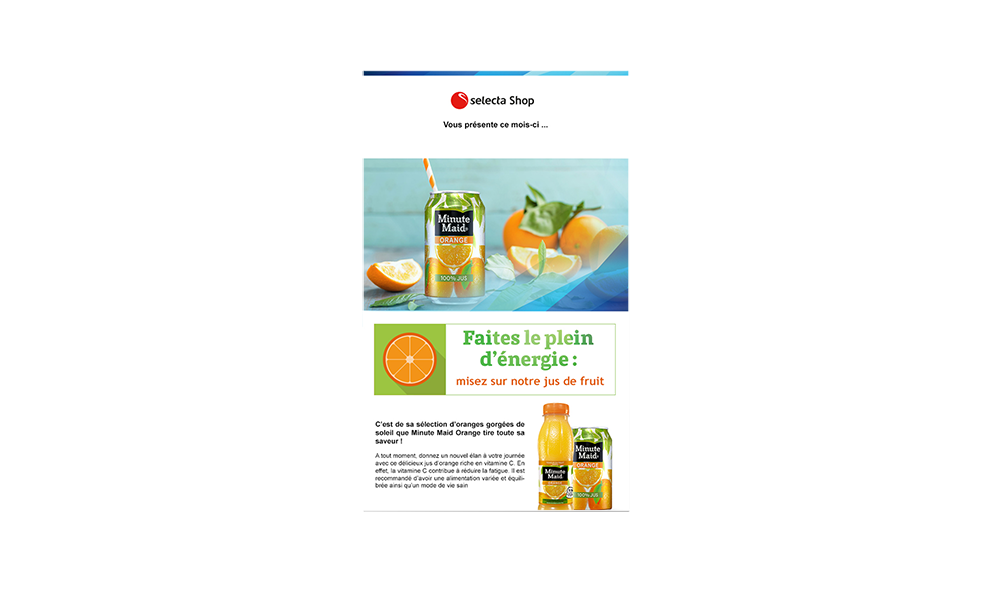 selecta Shop
Vous présente ce mois-ci ...
Minute
Maid
ORANGE
100% JUS
Faites le plein
d'énergie :
misez sur notre jus de fruit
C'est de sa sélection d'oranges gorgées de
soleil que Minute Maid Orange tire toute sa
saveur !
A tout moment, donnez un nouvel élan à votre journée
avec ce délicieux jus d'orange riche en vitamine C. En
effet, la vitamine C contribue à réduire la fatigue. Il est
recommandé d'avoir une alimentation variée et équili-
brée ainsi qu'un mode de vie sain
Minute
Maid
Minute
Maid
ORANGE
100% JUS